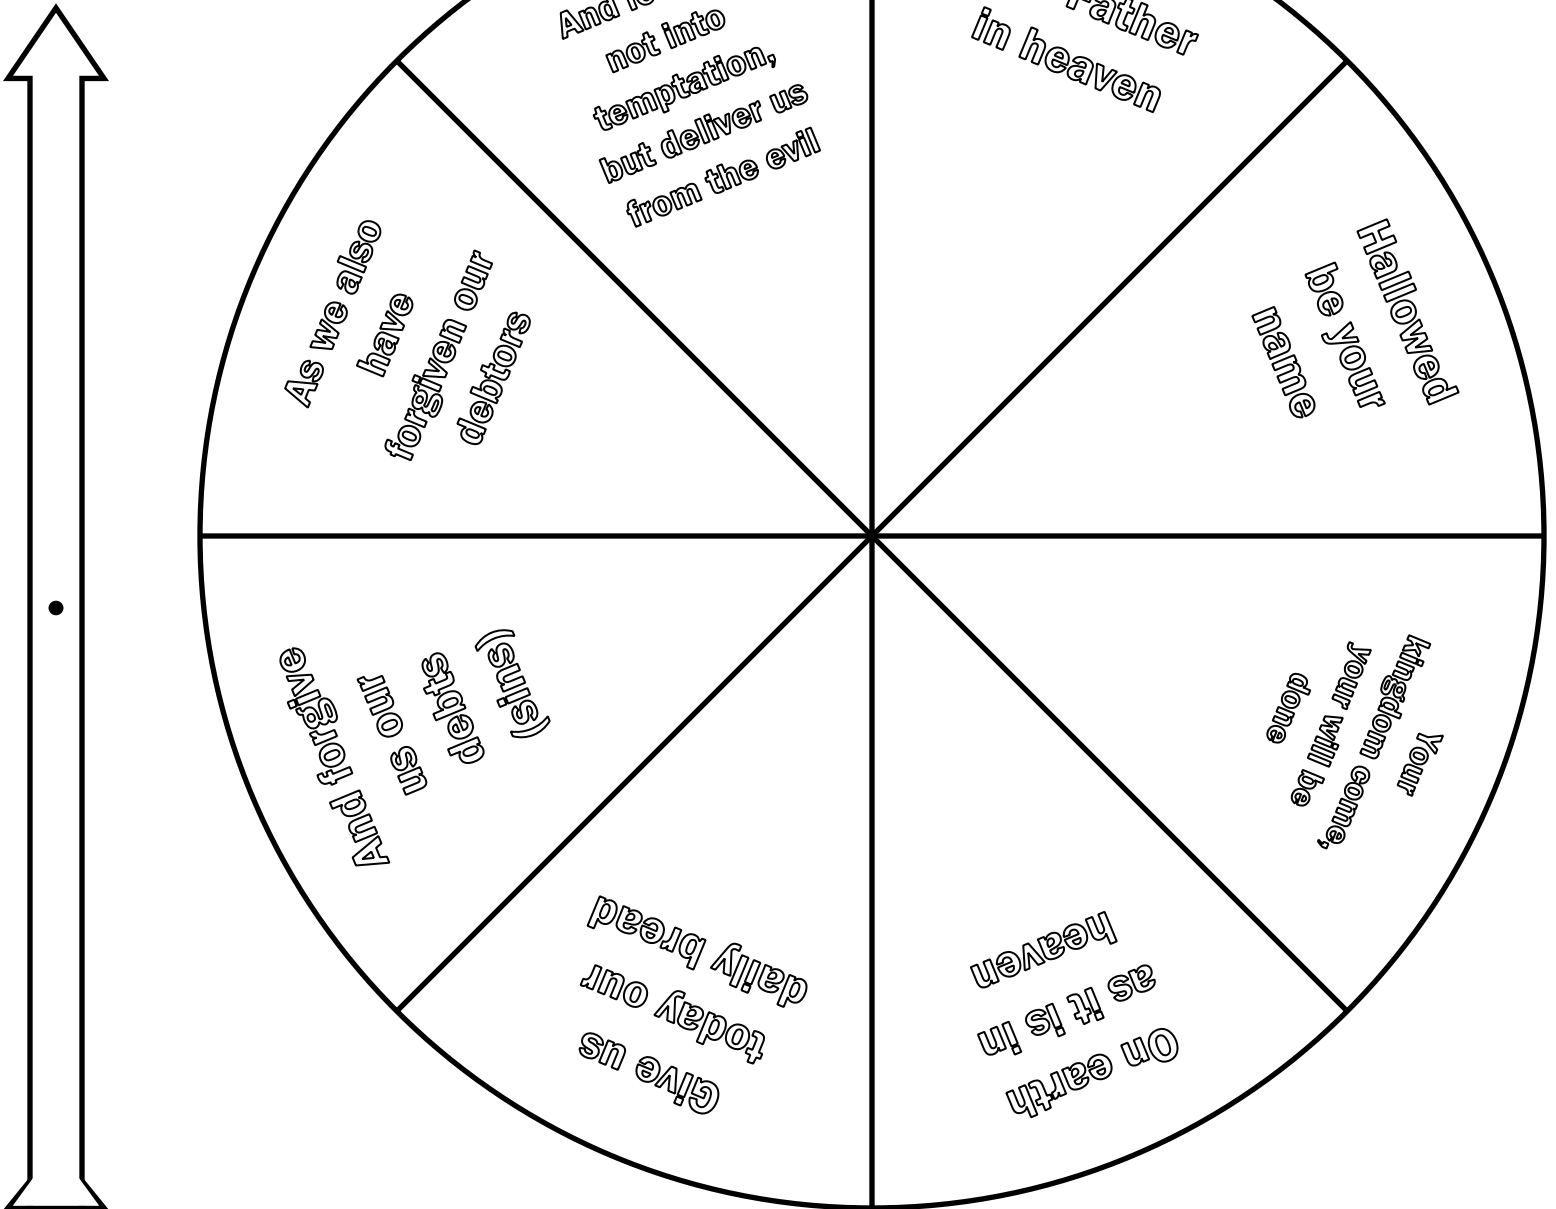 Father
in heaven
Hallowed
be your
name
Your
kingdom come,
your will be
done
On earth
as it is in
heaven
Give us
today our
daily bread
And forgive
us our
debts
(sins)
As we also
have
forgiven our
debtors
And
not into
temptation,
but deliver us
from the evil